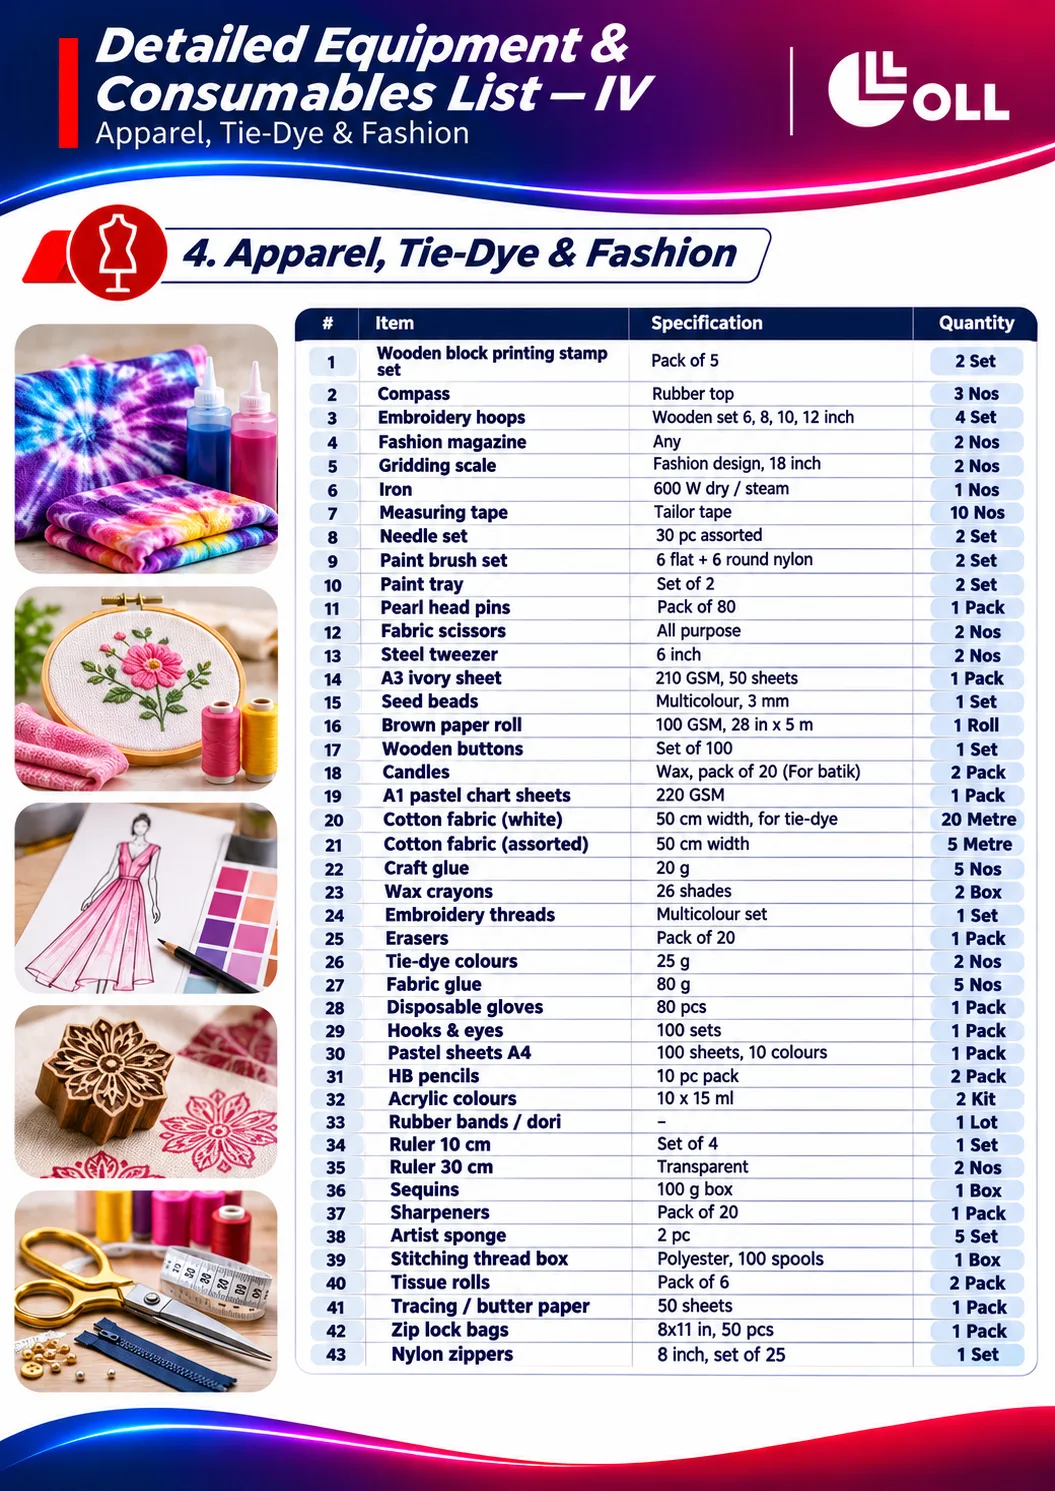 Detailed Equipment &
Consumables List – IV
Apparel, Tie-Dye & Fashion
OLL
4. Apparel, Tie-Dye & Fashion
# Item Specification Quantity
1 Wooden block printing stamp set Pack of 5 2 Set
2 Compass Rubber top 3 Nos
3 Embroidery hoops Wooden set 6, 8, 10, 12 inch 4 Set
4 Fashion magazine Any 2 Nos
5 Gridding scale Fashion design, 18 inch 2 Nos
6 Iron 600 W dry / steam 1 Nos
7 Measuring tape Tailor tape 10 Nos
8 Needle set 30 pc assorted 2 Set
9 Paint brush set 6 flat + 6 round nylon 2 Set
10 Paint tray Set of 2 2 Set
11 Pearl head pins Pack of 80 1 Pack
12 Fabric scissors All purpose 2 Nos
13 Steel tweezer 6 inch 2 Nos
14 A3 ivory sheet 210 GSM, 50 sheets 1 Pack
15 Seed beads Multicolour, 3 mm 1 Set
16 Brown paper roll 100 GSM, 28 in x 5 m 1 Roll
17 Wooden buttons Set of 100 1 Set
18 Candles Wax, pack of 20 (For batik) 2 Pack
19 A1 pastel chart sheets 220 GSM 1 Pack
20 Cotton fabric (white) 50 cm width, for tie-dye 20 Metre
21 Cotton fabric (assorted) 50 cm width 5 Metre
22 Craft glue 20 g 5 Nos
23 Wax crayons 26 shades 2 Box
24 Embroidery threads Multicolour set 1 Set
25 Erasers Pack of 20 1 Pack
26 Tie-dye colours 25 g 2 Nos
27 Fabric glue 80 g 5 Nos
28 Disposable gloves 80 pcs 1 Pack
29 Hooks & eyes 100 sets 1 Pack
30 Pastel sheets A4 100 sheets, 10 colours 1 Pack
31 HB pencils 10 pc pack 2 Pack
32 Acrylic colours 10 x 15 ml 2 Kit
33 Rubber bands / dori – 1 Lot
34 Ruler 10 cm Set of 4 1 Set
35 Ruler 30 cm Transparent 2 Nos
36 Sequins 100 g box 1 Box
37 Sharpeners Pack of 20 1 Pack
38 Artist sponge 2 pc 5 Set
39 Stitching thread box Polyester, 100 spools 1 Box
40 Tissue rolls Pack of 6 2 Pack
41 Tracing / butter paper 50 sheets 1 Pack
42 Zip lock bags 8x11 in, 50 pcs 1 Pack
43 Nylon zippers 8 inch, set of 25 1 Set